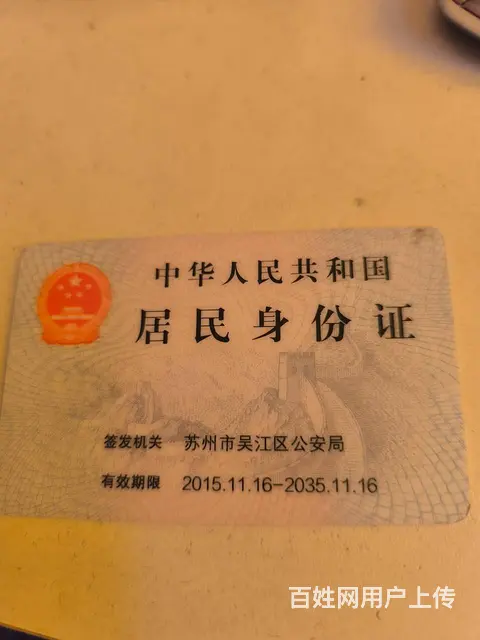 中华人民共和国
居民身份证
签发机关 苏州市吴江区公安局
有效期限 2015.11.16-2035.11.16
百姓网用户上传